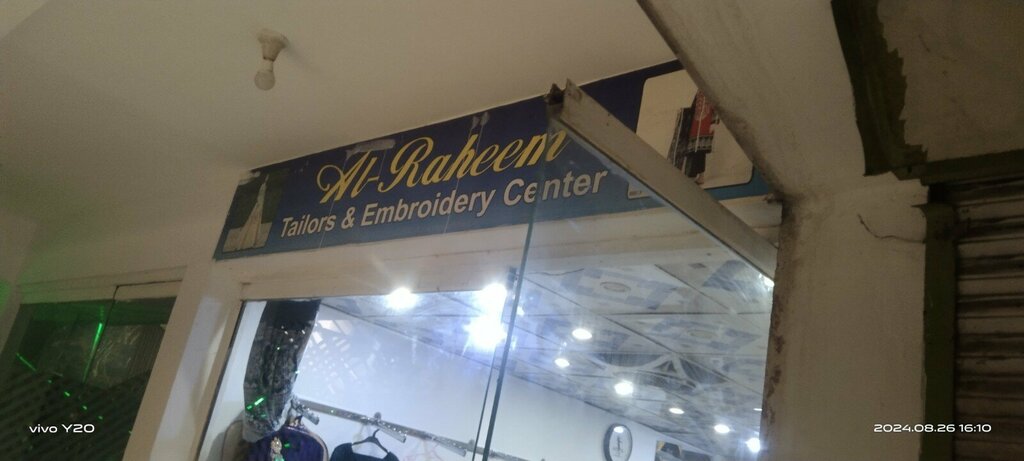 Al-Raheem
Tailors & Embroidery Center
vivo Y20
2024.08.26 16:10